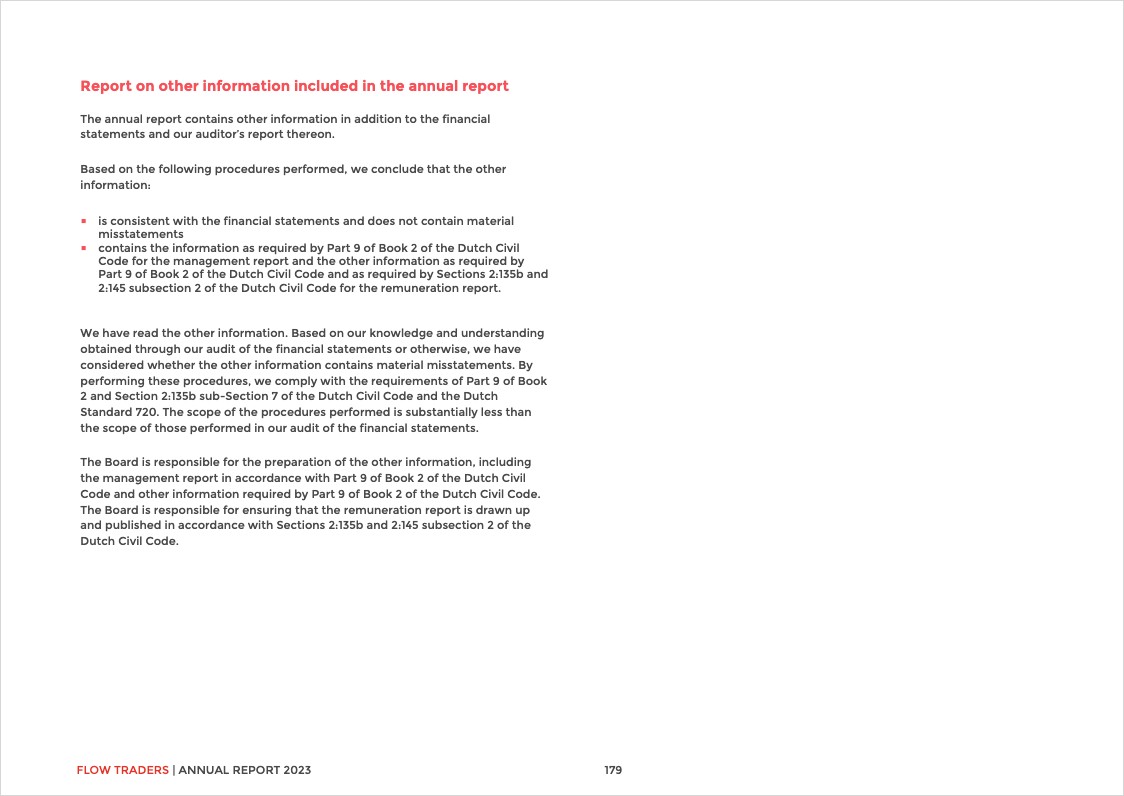 Report on other information included in the annual report
The annual report contains other information in addition to the financial
statements and our auditor's report thereon.
Based on the following procedures performed, we conclude that the other
information:
▪ is consistent with the financial statements and does not contain material
misstatements
▪ contains the information as required by Part 9 of Book 2 of the Dutch Civil
Code for the management report and the other information as required by
Part 9 of Book 2 of the Dutch Civil Code and as required by Sections 2:135b and
2:145 subsection 2 of the Dutch Civil Code for the remuneration report.
We have read the other information. Based on our knowledge and understanding
obtained through our audit of the financial statements or otherwise, we have
considered whether the other information contains material misstatements. By
performing these procedures, we comply with the requirements of Part 9 of Book
2 and Section 2:135b sub-Section 7 of the Dutch Civil Code and the Dutch
Standard 720. The scope of the procedures performed is substantially less than
the scope of those performed in our audit of the financial statements.
The Board is responsible for the preparation of the other information, including
the management report in accordance with Part 9 of Book 2 of the Dutch Civil
Code and other information required by Part 9 of Book 2 of the Dutch Civil Code.
The Board is responsible for ensuring that the remuneration report is drawn up
and published in accordance with Sections 2:135b and 2:145 subsection 2 of the
Dutch Civil Code.
FLOW TRADERS | ANNUAL REPORT 2023 179